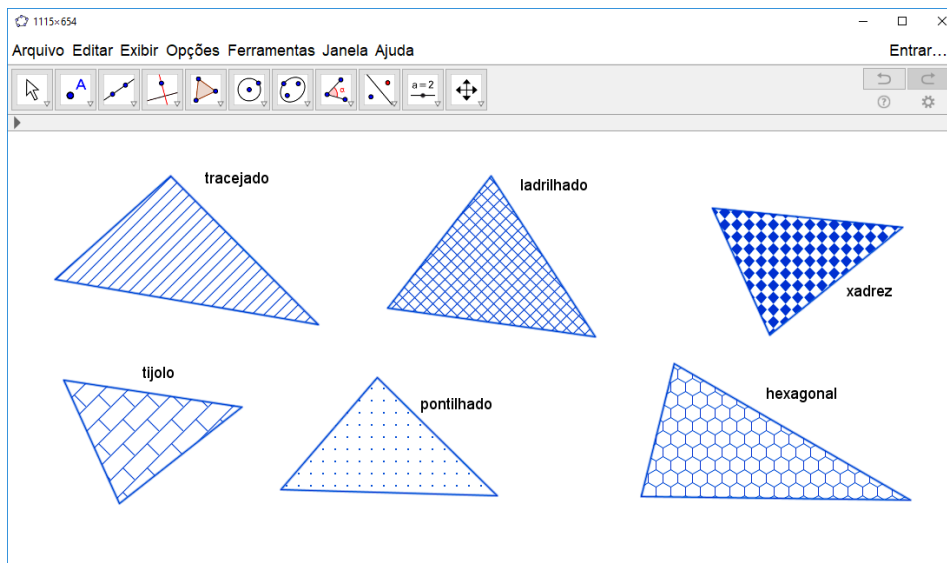 1115×654
Arquivo Editar Exibir Opções Ferramentas Janela Ajuda
Entrar...
A
α
a=2
tracejado
ladrilhado
xadrez
tijolo
pontilhado
hexagonal